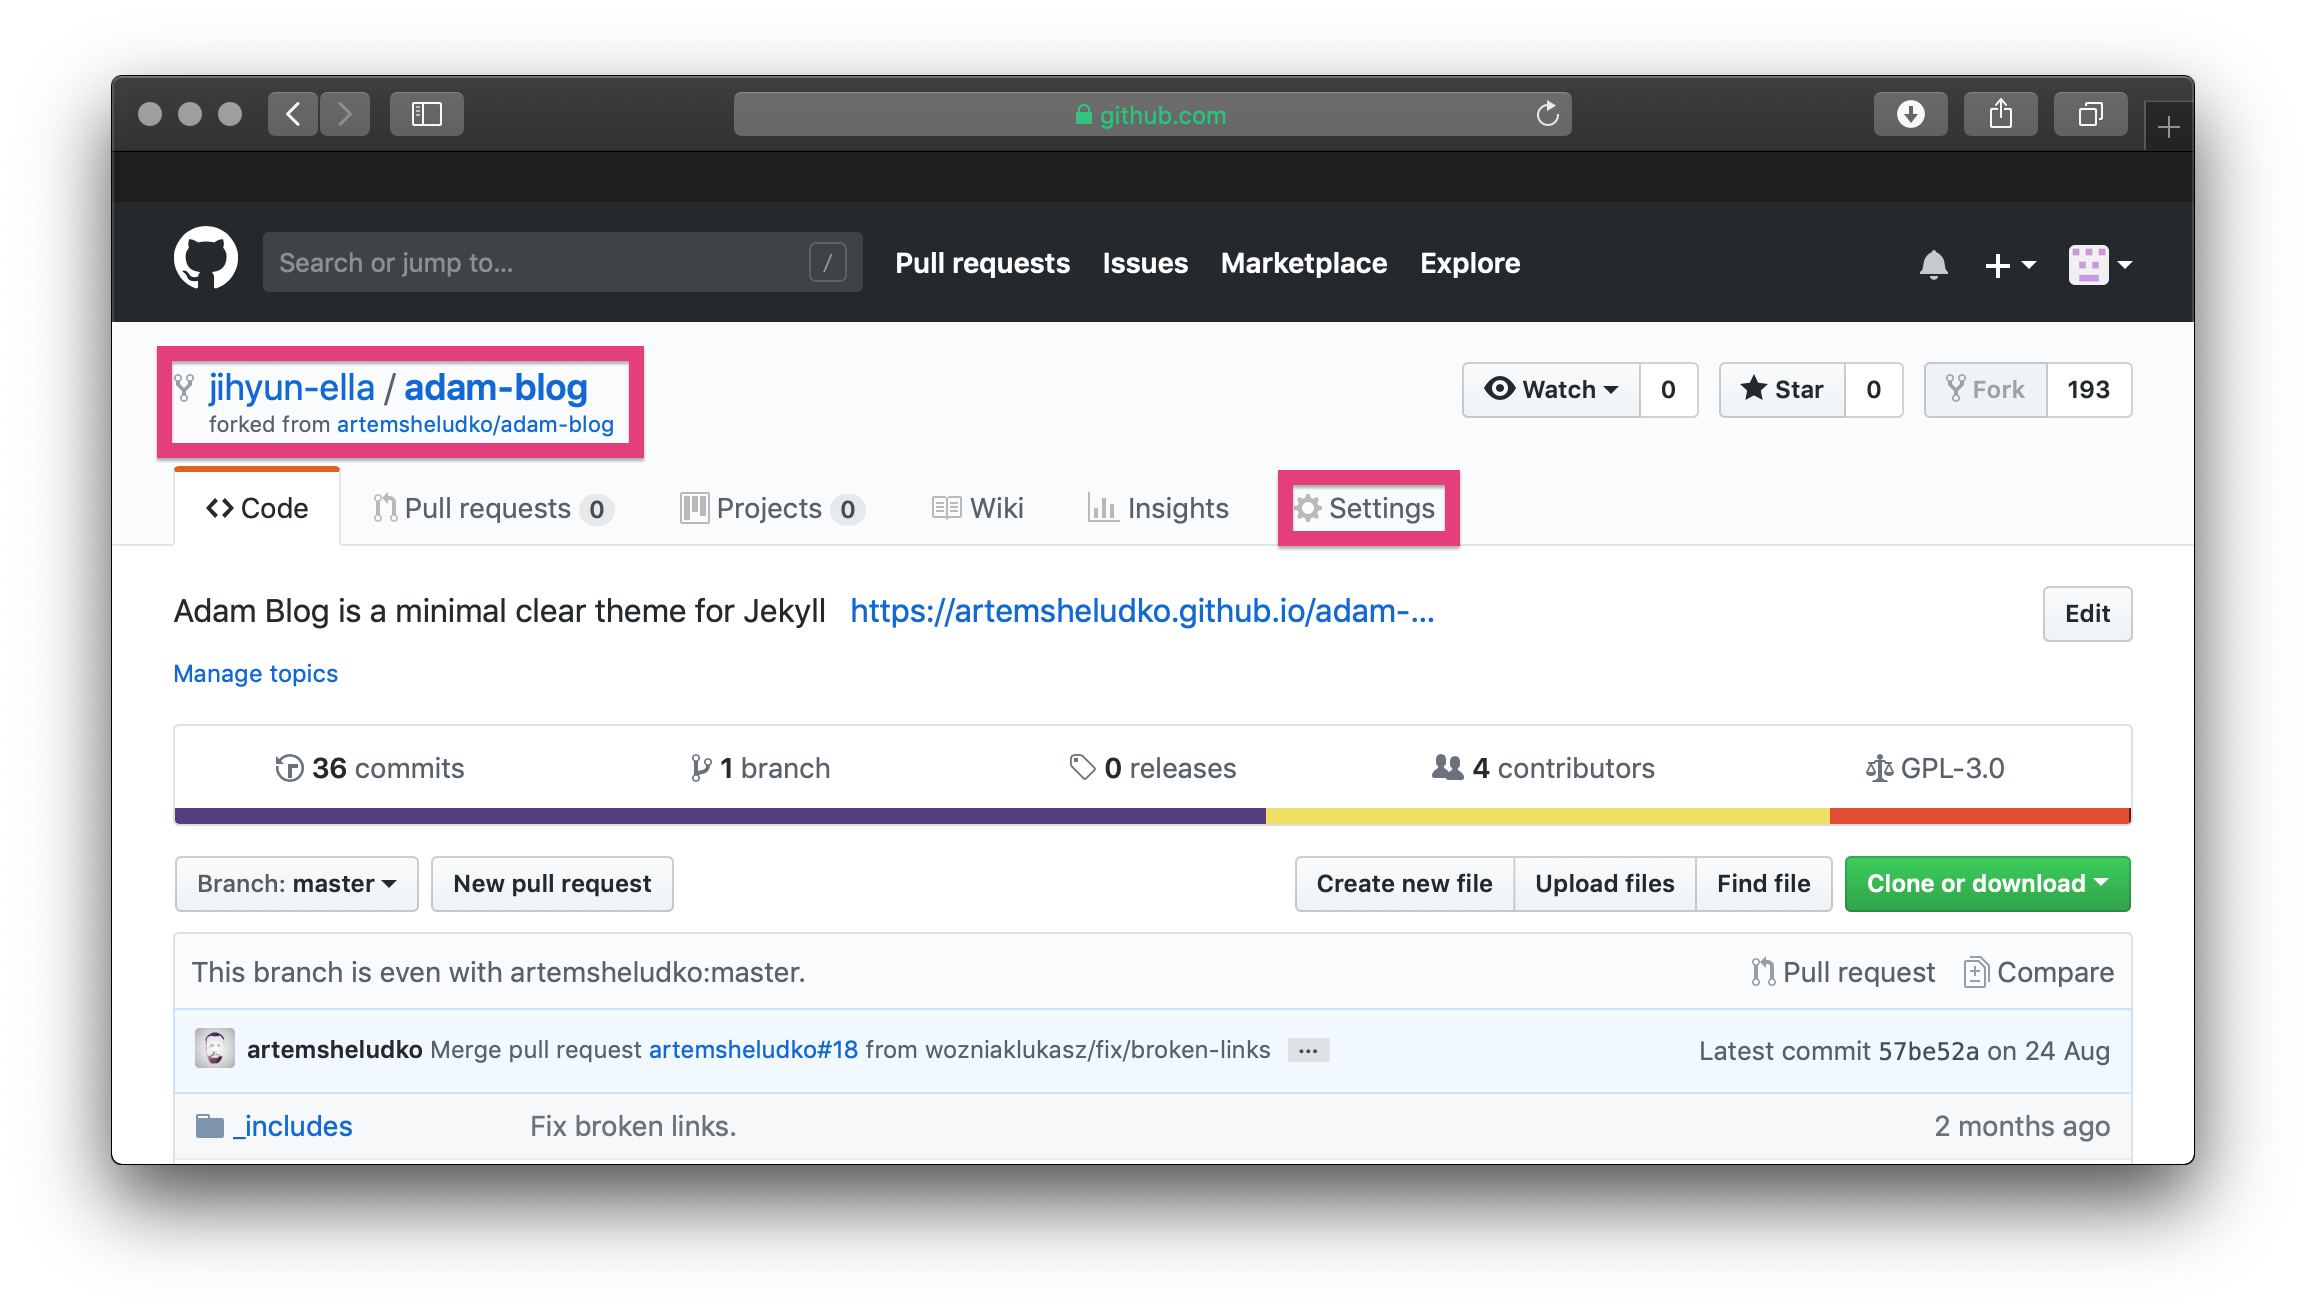 github.com
Search or jump to... /
Pull requests Issues Marketplace Explore
jihyun-ella / adam-blog
forked from artemsheludko/adam-blog
Watch 0 Star 0 Fork 193
Code Pull requests 0 Projects 0 Wiki Insights Settings
Adam Blog is a minimal clear theme for Jekyll https://artemsheludko.github.io/adam-...
Edit
Manage topics
36 commits 1 branch 0 releases 4 contributors GPL-3.0
Branch: master New pull request Create new file Upload files Find file Clone or download
This branch is even with artemsheludko:master. Pull request Compare
artemsheludko Merge pull request artemsheludko#18 from wozniaklukasz/fix/broken-links ... Latest commit 57be52a on 24 Aug
_includes Fix broken links. 2 months ago